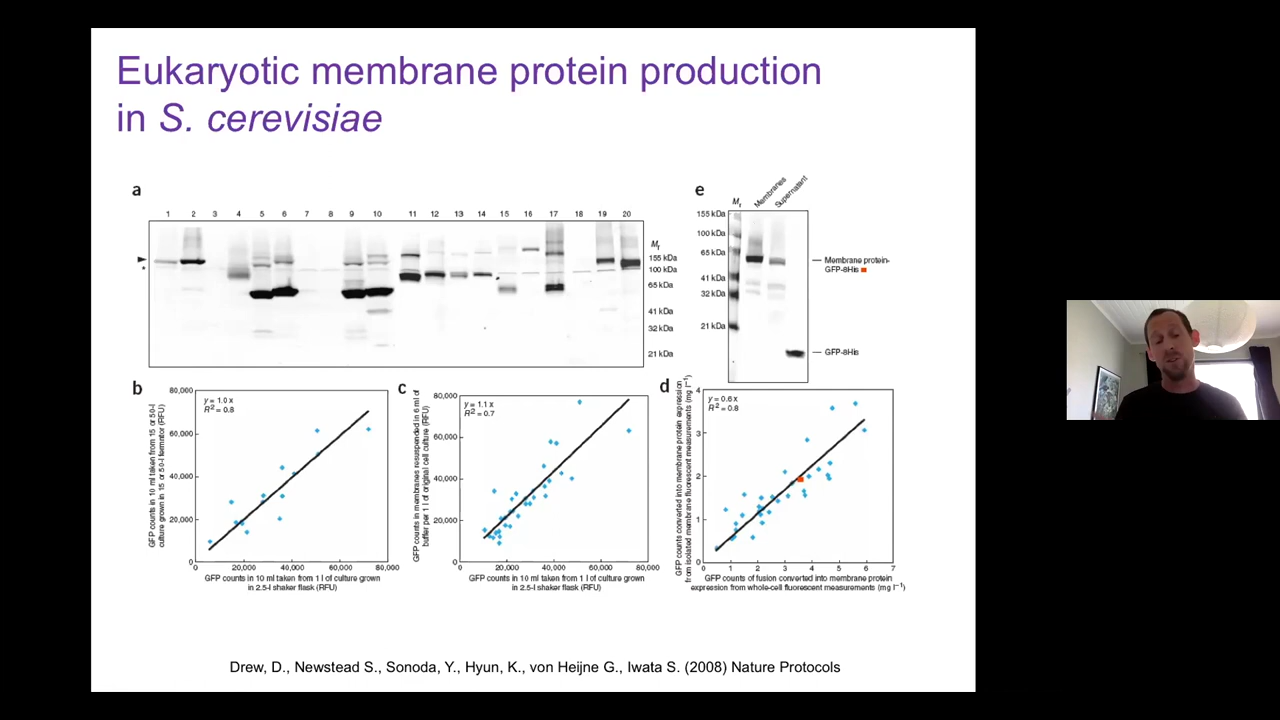 Eukaryotic membrane protein production
in S. cerevisiae
a
1 2 3 4 5 6 7 8 9 10 11 12 13 14 15 16 17 18 19 20
Mr
155 kDa
100 kDa
65 kDa
41 kDa
32 kDa
21 kDa
*
e
Mr Membranes Supernatant
155 kDa
100 kDa
65 kDa
41 kDa
32 kDa
21 kDa
Membrane protein-
GFP-8His
GFP-8His
b
y = 1.0 x
R2 = 0.8
80,000
60,000
40,000
20,000
0
0 20,000 40,000 60,000 80,000
GFP counts in 10 ml taken from 15 or 50-l
culture grown in 15 or 50-l fermentor (RFU)
GFP counts in 10 ml taken from 1 l of culture grown
in 2.5-l shaker flask (RFU)
c
y = 1.1 x
R2 = 0.7
80,000
60,000
40,000
20,000
0
0 20,000 40,000 60,000 80,000
GFP counts in membranes resuspended in 6 ml of
buffer per 1 l of original cell culture (RFU)
GFP counts in 10 ml taken from 1 l of culture grown
in 2.5-l shaker flask (RFU)
d
y = 0.6 x
R2 = 0.8
4
3
2
1
0
0 1 2 3 4 5 6 7
GFP counts converted into membrane protein expression
from isolated membrane fluorescent measurements (mg l−1)
GFP counts of fusion converted into membrane protein
expression from whole-cell fluorescent measurements (mg l−1)
Drew, D., Newstead S., Sonoda, Y., Hyun, K., von Heijne G., Iwata S. (2008) Nature Protocols